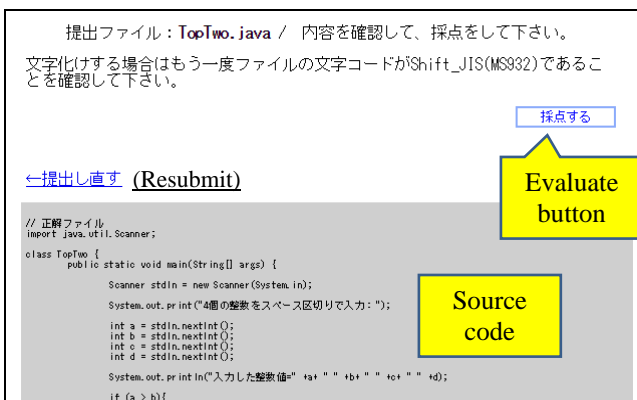 提出ファイル：TopTwo.java / 内容を確認して、採点をして下さい。
文字化けする場合はもう一度ファイルの文字コードがShift_JIS(MS932)であるこ
とを確認して下さい。
採点する
←提出し直す (Resubmit)
Evaluate
button
// 正解ファイル
import java.util.Scanner;
class TopTwo {
public static void main(String[] args) {
Scanner stdIn = new Scanner(System.in);
System.out.print("4個の整数をスペース区切りで入力：");
Source
code
int a = stdIn.nextInt();
int b = stdIn.nextInt();
int c = stdIn.nextInt();
int d = stdIn.nextInt();
System.out.println("入力した整数値=" +a+ " " +b+ " " +c+ " " +d);
if (a > b){